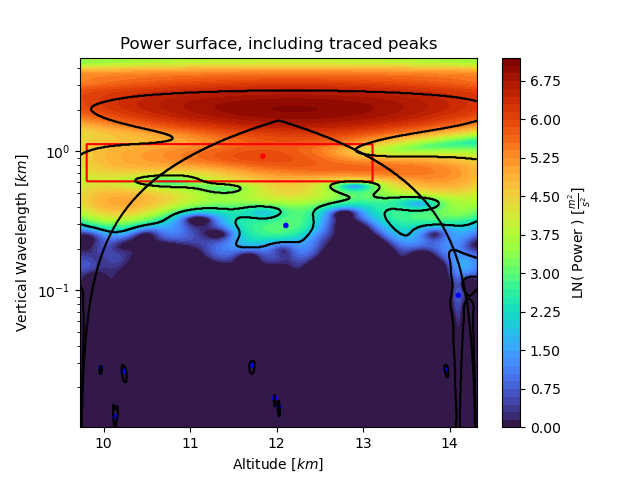 Power surface, including traced peaks
Vertical Wavelength [km]
10⁰
10⁻¹
10 11 12 13 14
Altitude [km]
6.75
6.00
5.25
4.50
3.75
3.00
2.25
1.50
0.75
0.00
LN( Power ) [m²/s²]